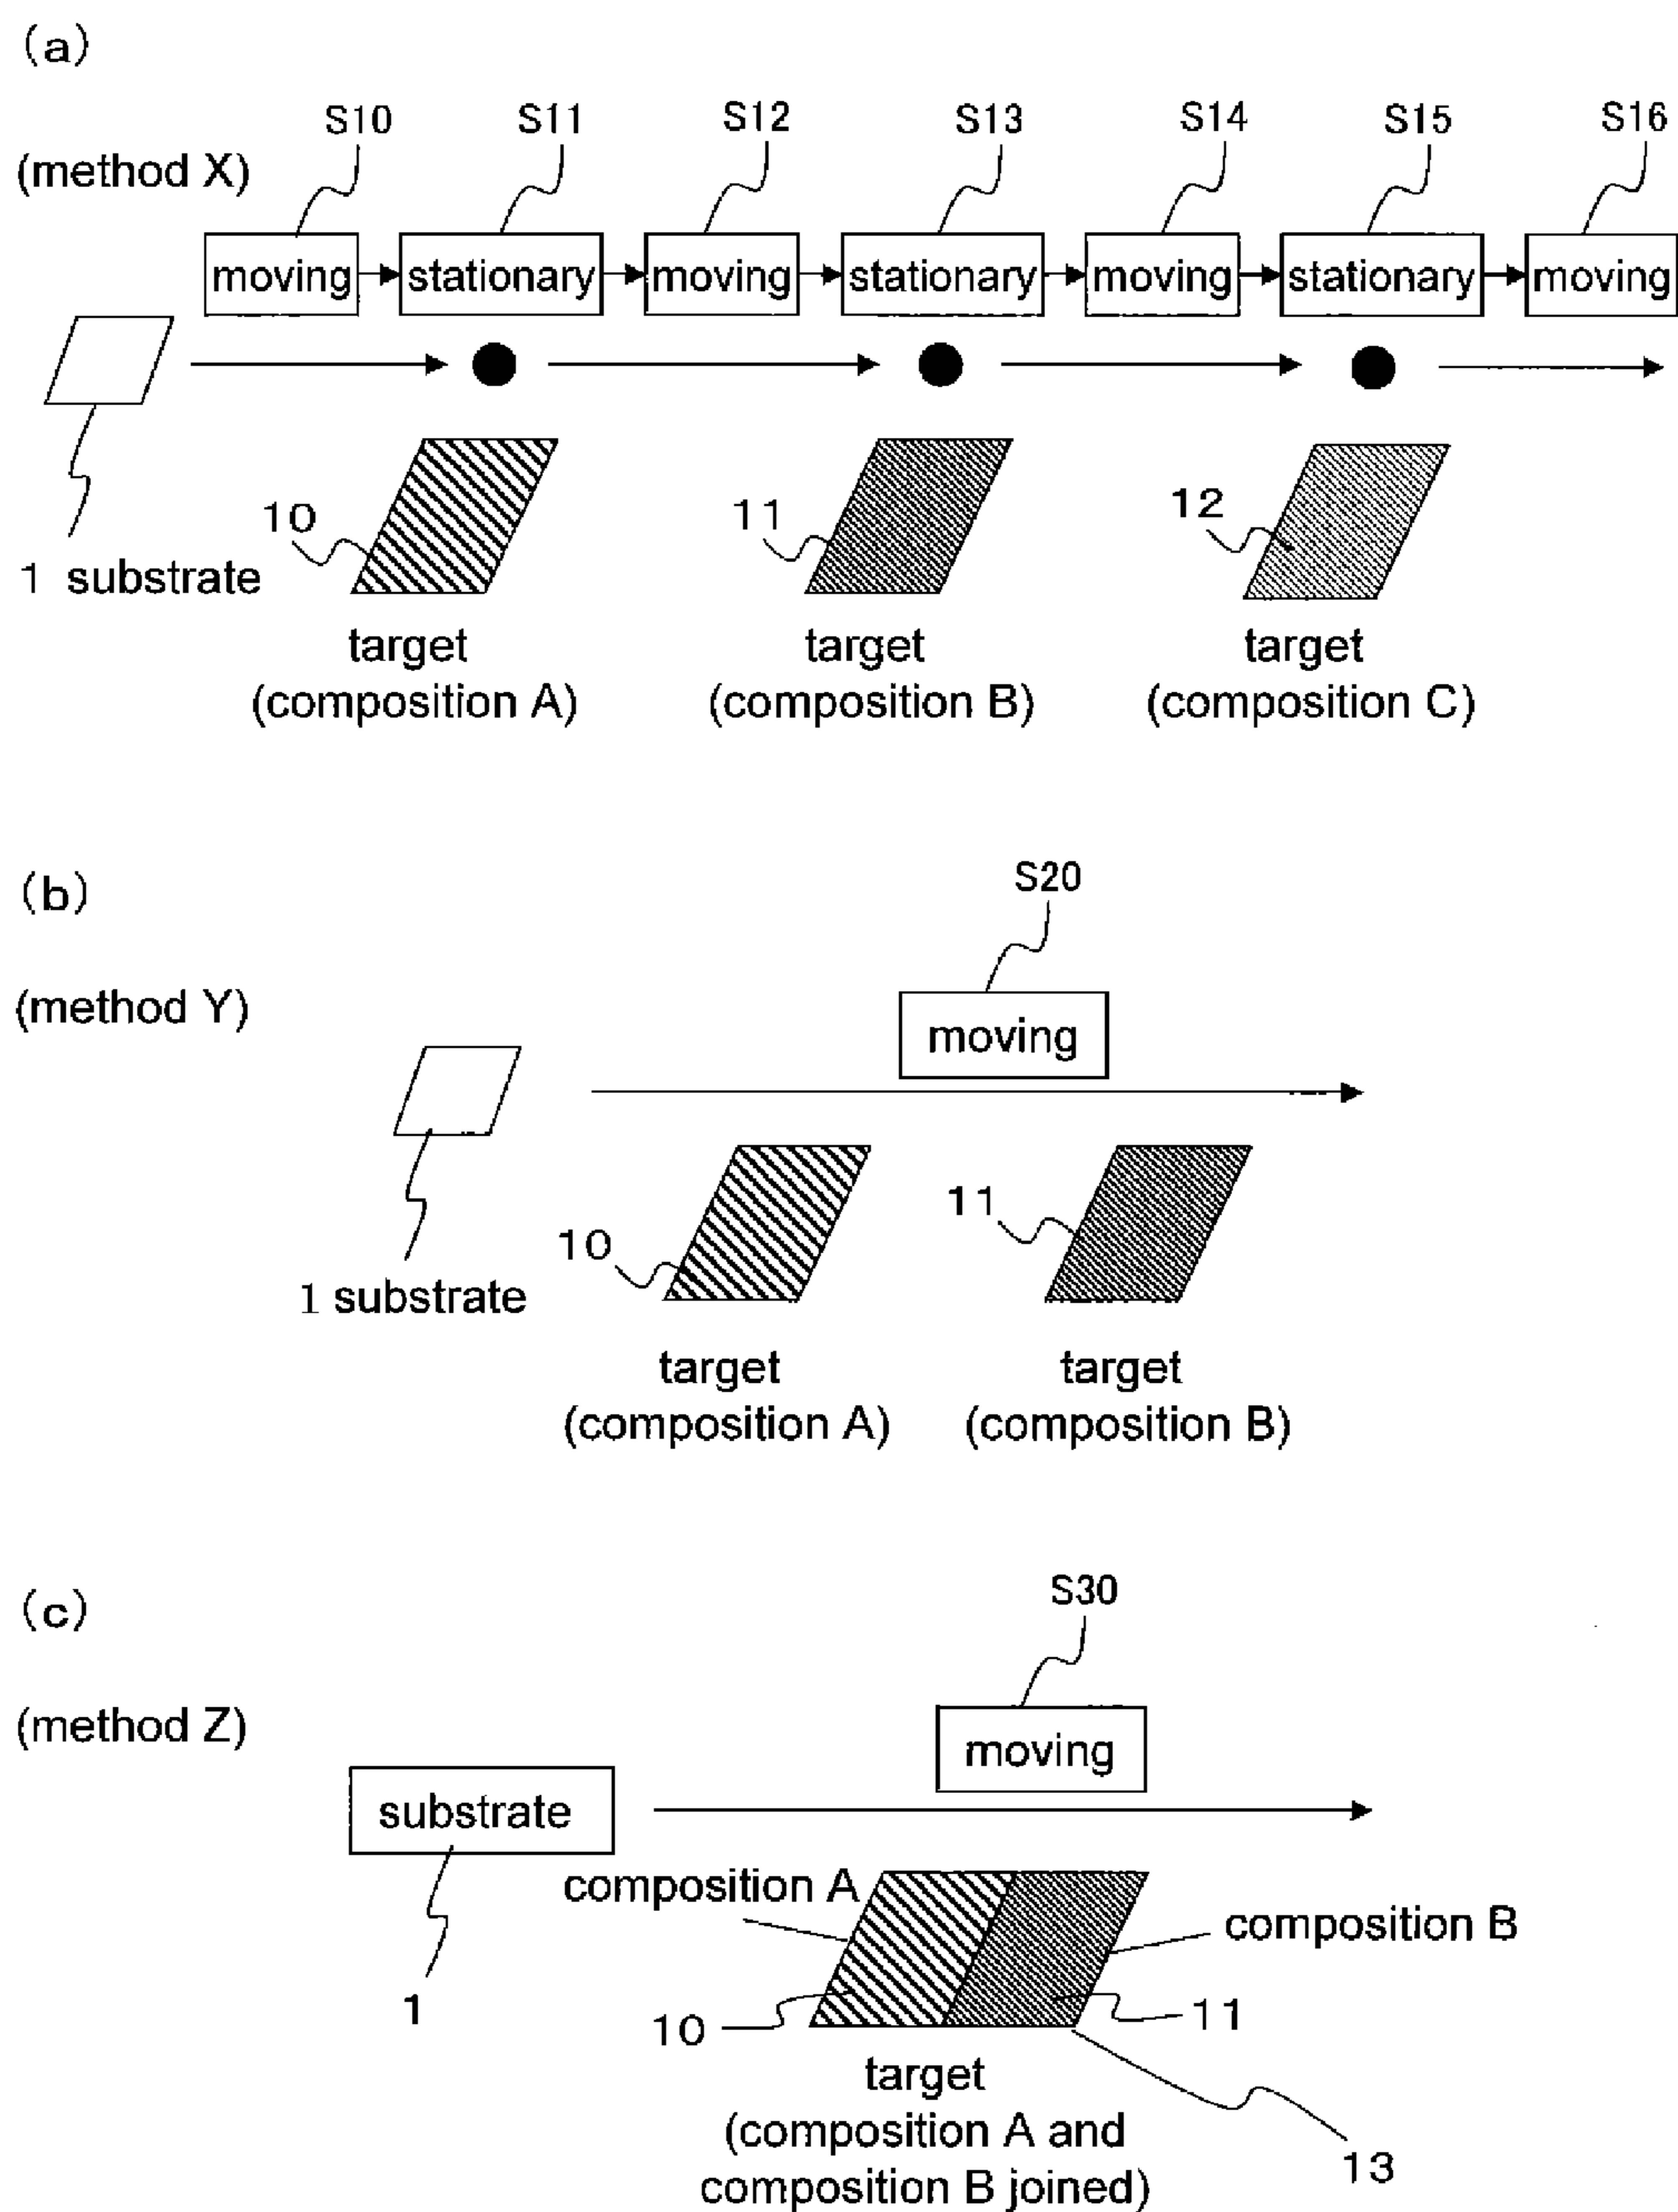 (a)
S10 S11 S12 S13 S14 S15 S16
(method X)
moving stationary moving stationary moving stationary moving
10 11 12
1 substrate
target target target
(composition A) (composition B) (composition C)
(b)
S20
(method Y)
moving
11
10
1 substrate
target target
(composition A) (composition B)
(c)
S30
(method Z)
moving
substrate
composition A
composition B
1 10 11
target
(composition A and
13
composition B joined)